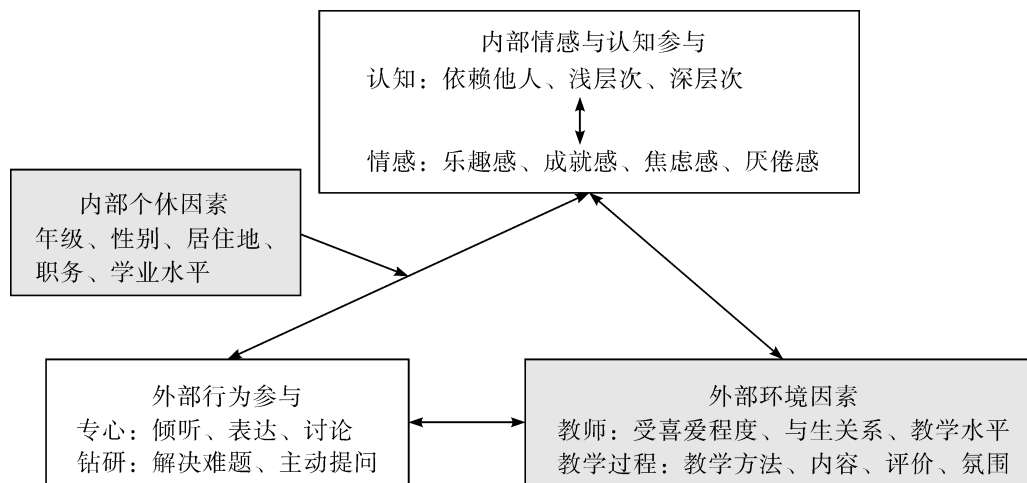 内部情感与认知参与
认知：依赖他人、浅层次、深层次
情感：乐趣感、成就感、焦虑感、厌倦感
内部个休因素
年级、性别、居住地、
职务、学业水平
外部行为参与
专心：倾听、表达、讨论
钻研：解决难题、主动提问
外部环境因素
教师：受喜爱程度、与生关系、教学水平
教学过程：教学方法、内容、评价、氛围